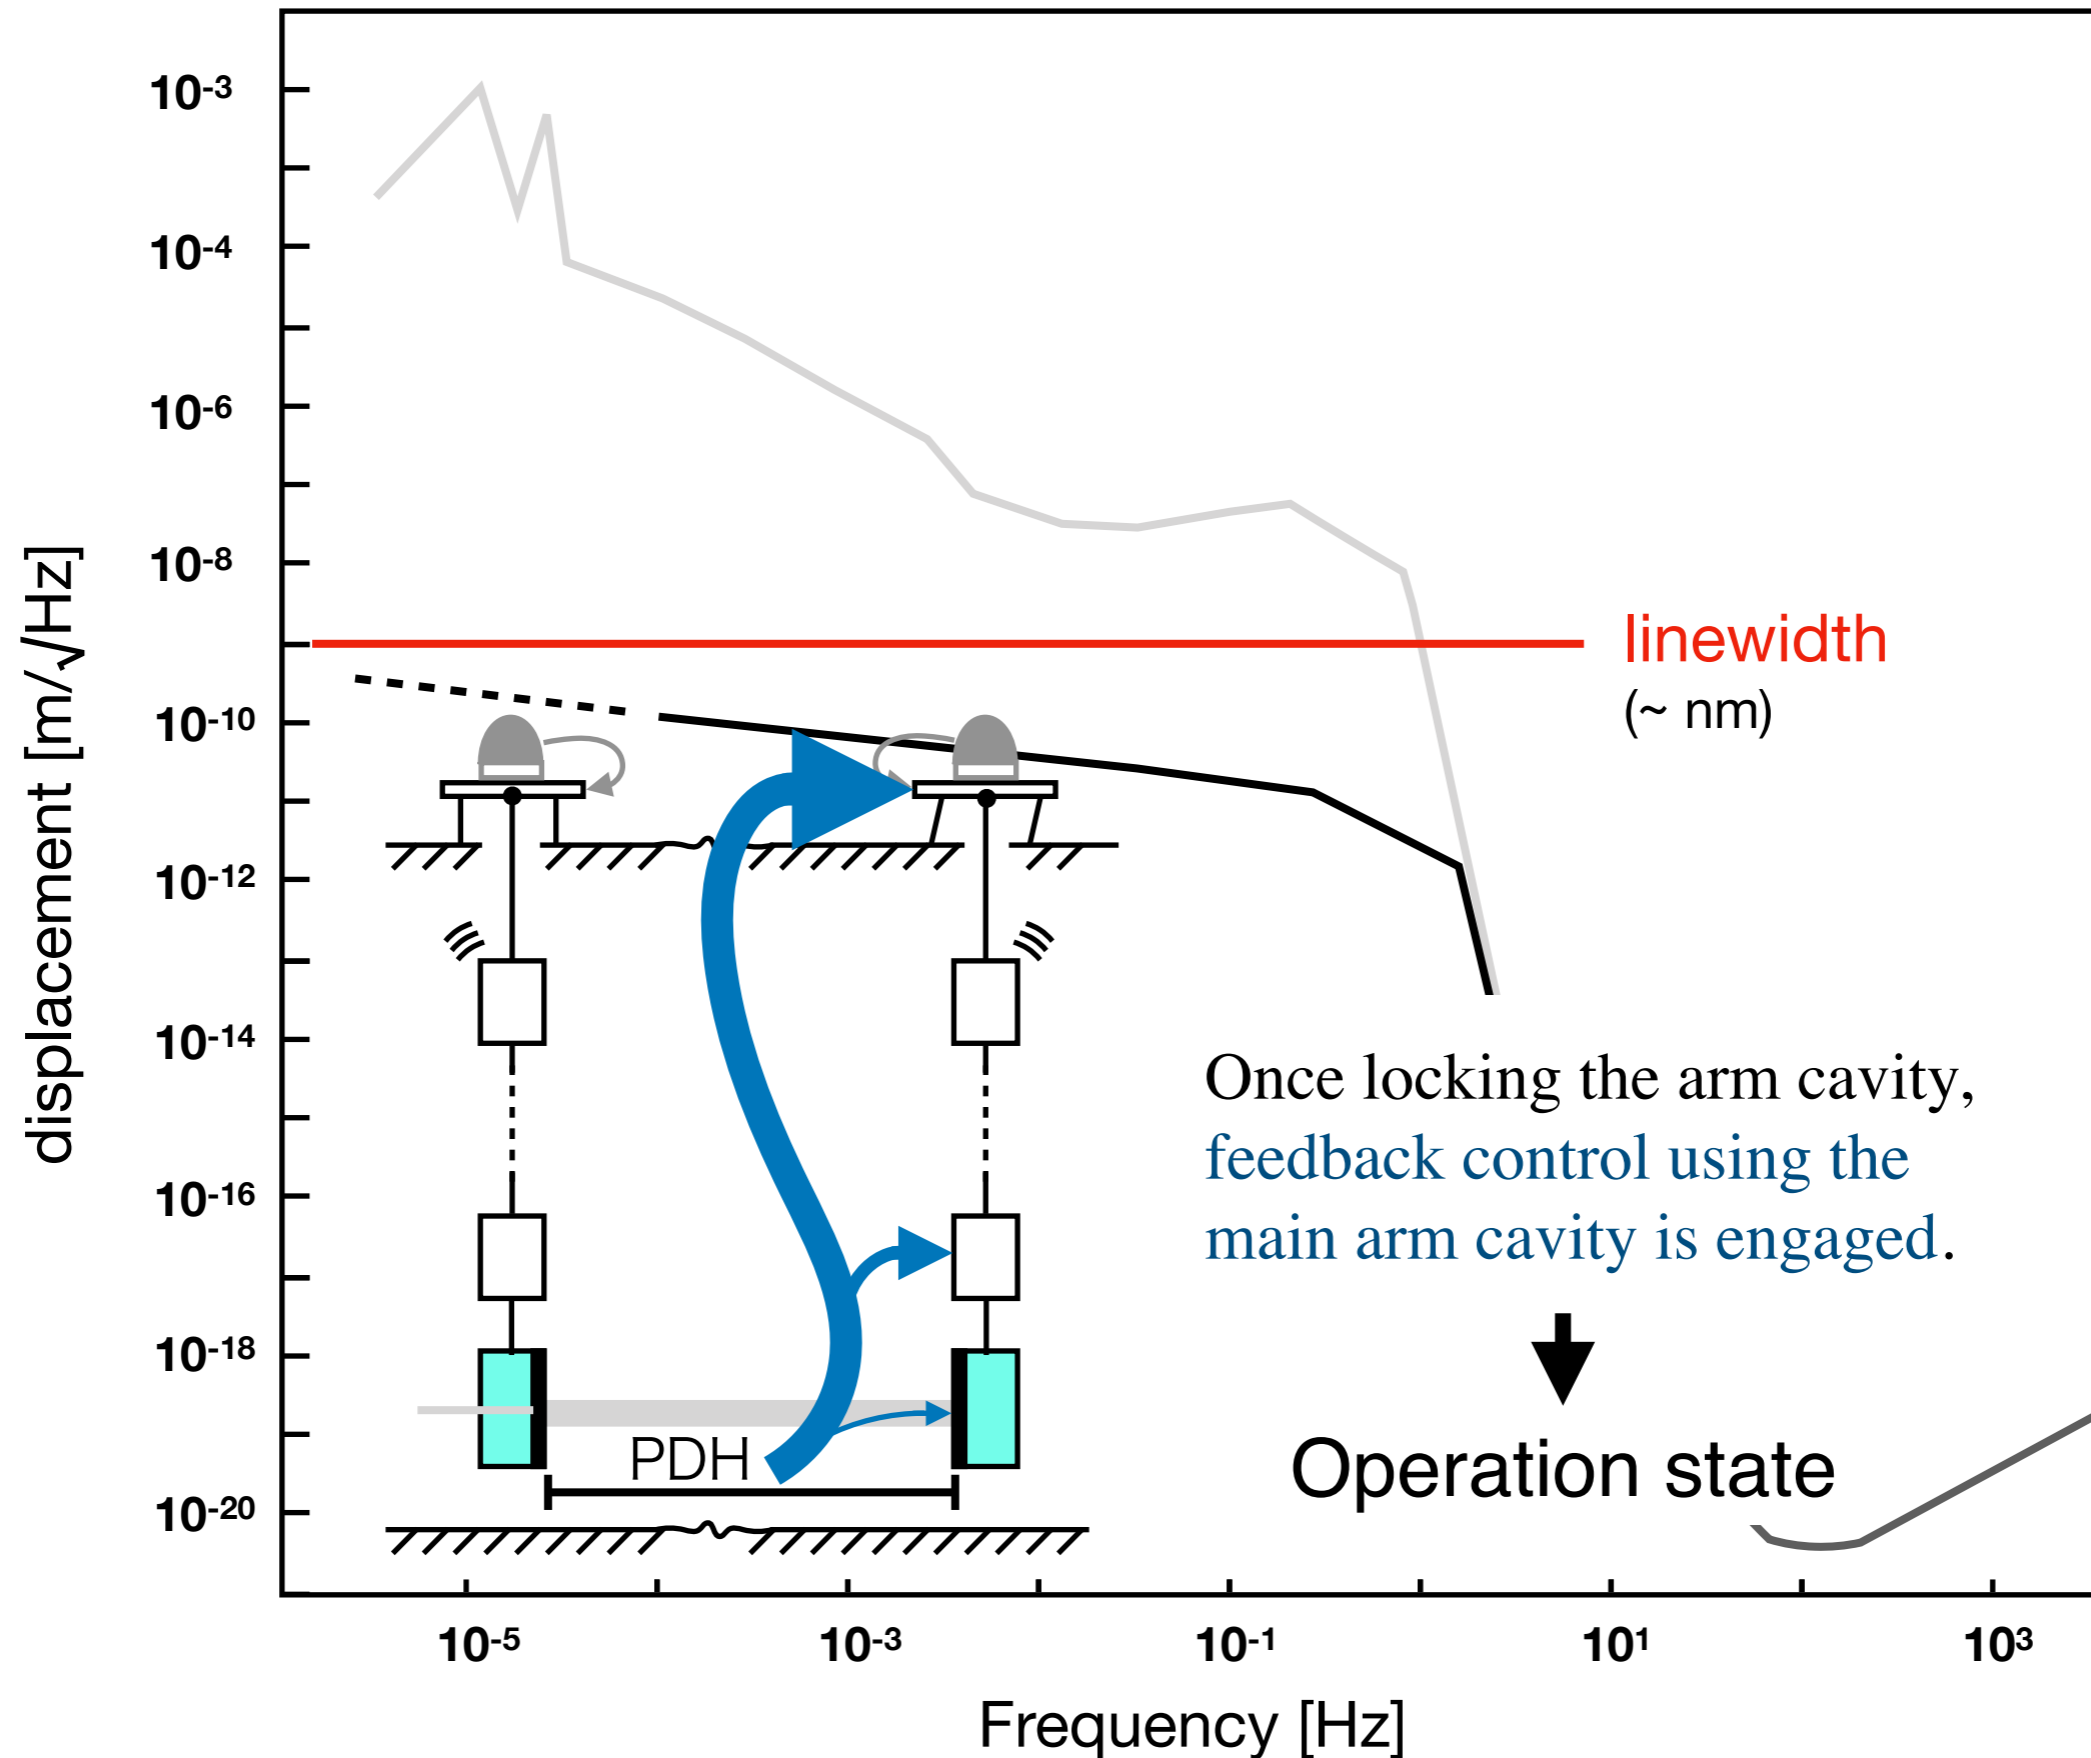 10-3
10-4
10-6
10-8
10-10
10-12
10-14
10-16
10-18
10-20
displacement [m/√Hz]
linewidth
(~ nm)
Once locking the arm cavity,
feedback control using the
main arm cavity is engaged.
Operation state
PDH
10-5
10-3
10-1
101
103
Frequency [Hz]